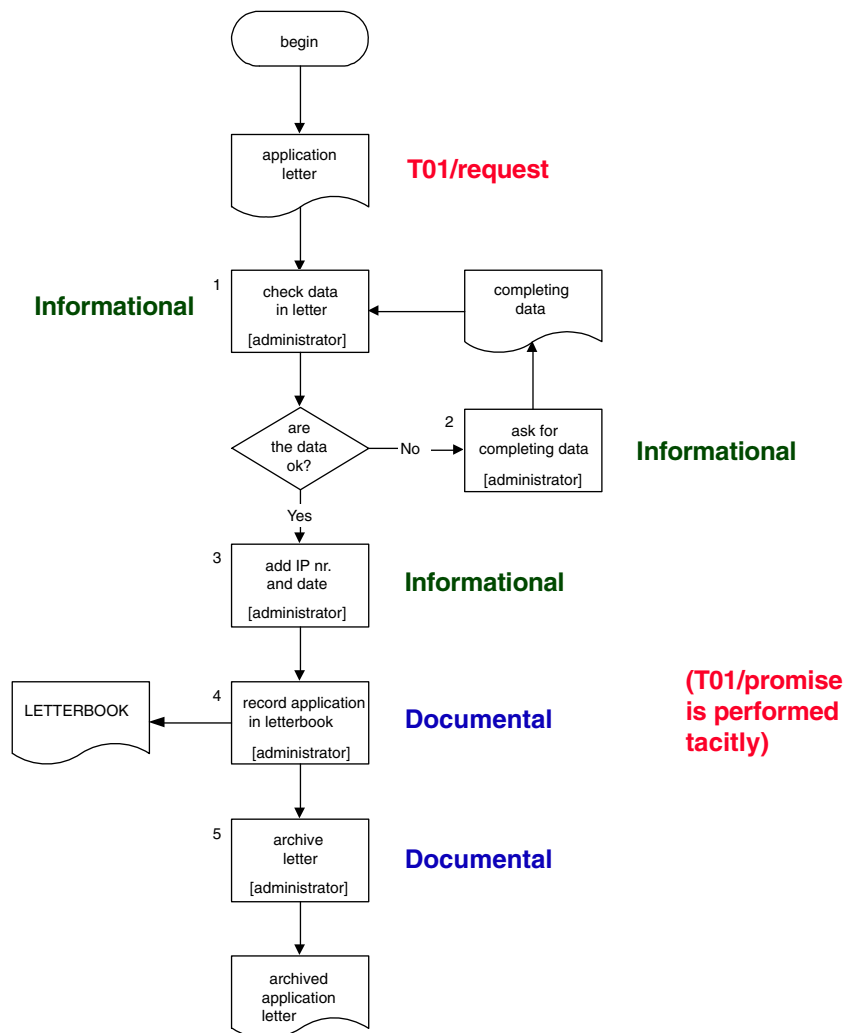 begin
application
letter
T01/request
1
check data
in letter
[administrator]
Informational
completing
data
are
the data
ok?
No
2
ask for
completing data
[administrator]
Informational
Yes
3
add IP nr.
and date
[administrator]
Informational
LETTERBOOK
4
record application
in letterbook
[administrator]
Documental
(T01/promise
is performed
tacitly)
5
archive
letter
[administrator]
Documental
archived
application
letter